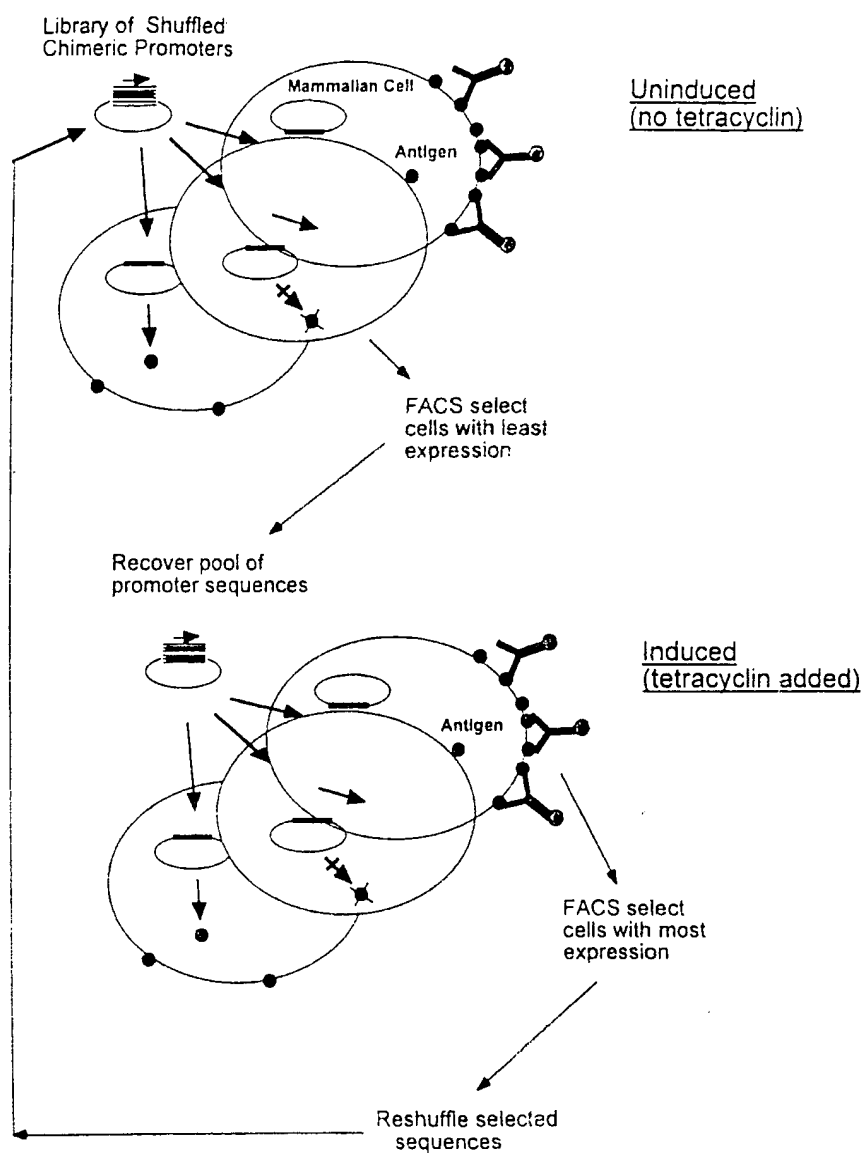 Library of Shuffled
Chimeric Promoters
Mammalian Cell
Antigen
Uninduced
(no tetracyclin)
FACS select
cells with least
expression
Recover pool of
promoter sequences
Induced
(tetracyclin added)
Antigen
FACS select
cells with most
expression
Reshuffle selected
sequences